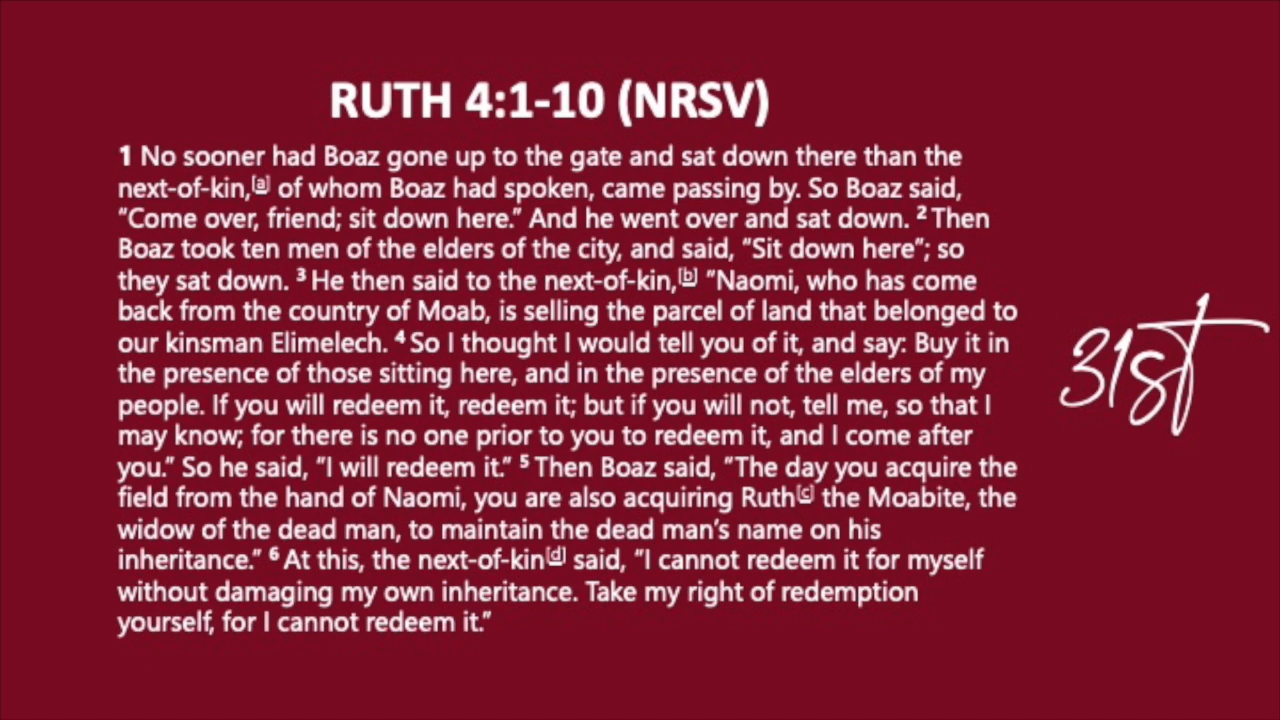 RUTH 4:1-10 (NRSV)
1 No sooner had Boaz gone up to the gate and sat down there than the
next-of-kin,[a] of whom Boaz had spoken, came passing by. So Boaz said,
"Come over, friend; sit down here." And he went over and sat down. 2 Then
Boaz took ten men of the elders of the city, and said, "Sit down here"; so
they sat down. 3 He then said to the next-of-kin,[b] "Naomi, who has come
back from the country of Moab, is selling the parcel of land that belonged to
our kinsman Elimelech. 4 So I thought I would tell you of it, and say: Buy it in
the presence of those sitting here, and in the presence of the elders of my
people. If you will redeem it, redeem it; but if you will not, tell me, so that I
may know; for there is no one prior to you to redeem it, and I come after
you." So he said, "I will redeem it." 5 Then Boaz said, "The day you acquire the
field from the hand of Naomi, you are also acquiring Ruth[c] the Moabite, the
widow of the dead man, to maintain the dead man's name on his
inheritance." 6 At this, the next-of-kin[d] said, "I cannot redeem it for myself
without damaging my own inheritance. Take my right of redemption
yourself, for I cannot redeem it."
31st